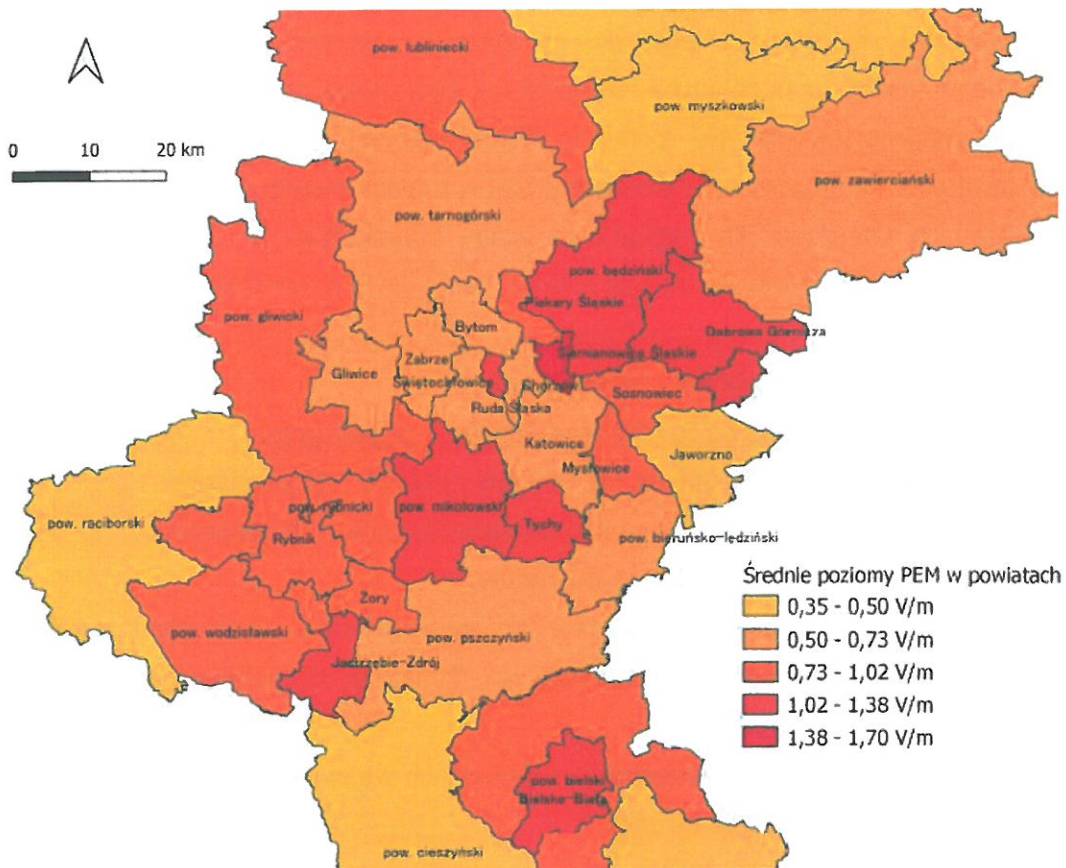 pow. lubliniecki
pow. myszkowski
0 10 20 km
pow. zawierciański
pow. tarnogórski
pow. będziński
Piekary Śląskie
pow. gliwicki
Bytom
Dąbrowa Górnicza
Zabrze
Siemianowice Śląskie
Gliwice
Świętochłowice
Chorzów
Sosnowiec
Ruda Śląska
Katowice
Jaworzno
Mysłowice
pow. rybnicki
pow. mikołowski
pow. raciborski
Tychy
Rybnik
pow. bieruńsko-lędziński
Żory
pow. wodzisławski
pow. pszczyński
Jastrzębie-Zdrój
Średnie poziomy PEM w powiatach
0,35 - 0,50 V/m
0,50 - 0,73 V/m
0,73 - 1,02 V/m
1,02 - 1,38 V/m
1,38 - 1,70 V/m
pow. bielski
Bielsko-Biała
pow. cieszyński